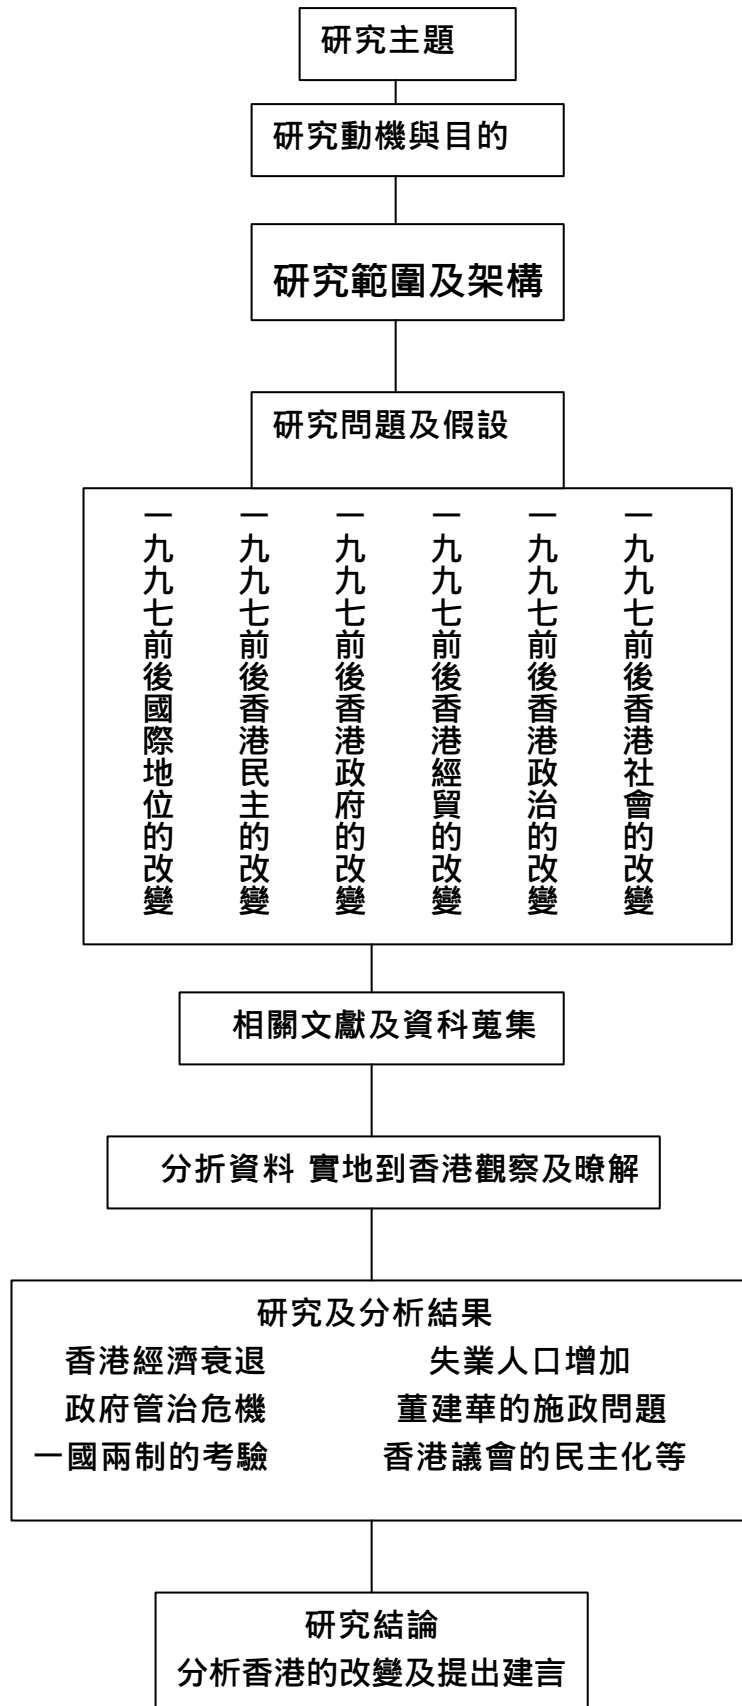 研究主題
研究動機與目的
研究範圍及架構
研究問題及假設
一九九七前後國際地位的改變
一九九七前後香港民主的改變
一九九七前後香港政府的改變
一九九七前後香港經貿的改變
一九九七前後香港政治的改變
一九九七前後香港社會的改變
相關文獻及資科蒐集
分折資料 實地到香港觀察及瞭解
研究及分析結果
香港經濟衰退 失業人口增加
政府管治危機 董建華的施政問題
一國兩制的考驗 香港議會的民主化等
研究結論
分析香港的改變及提出建言